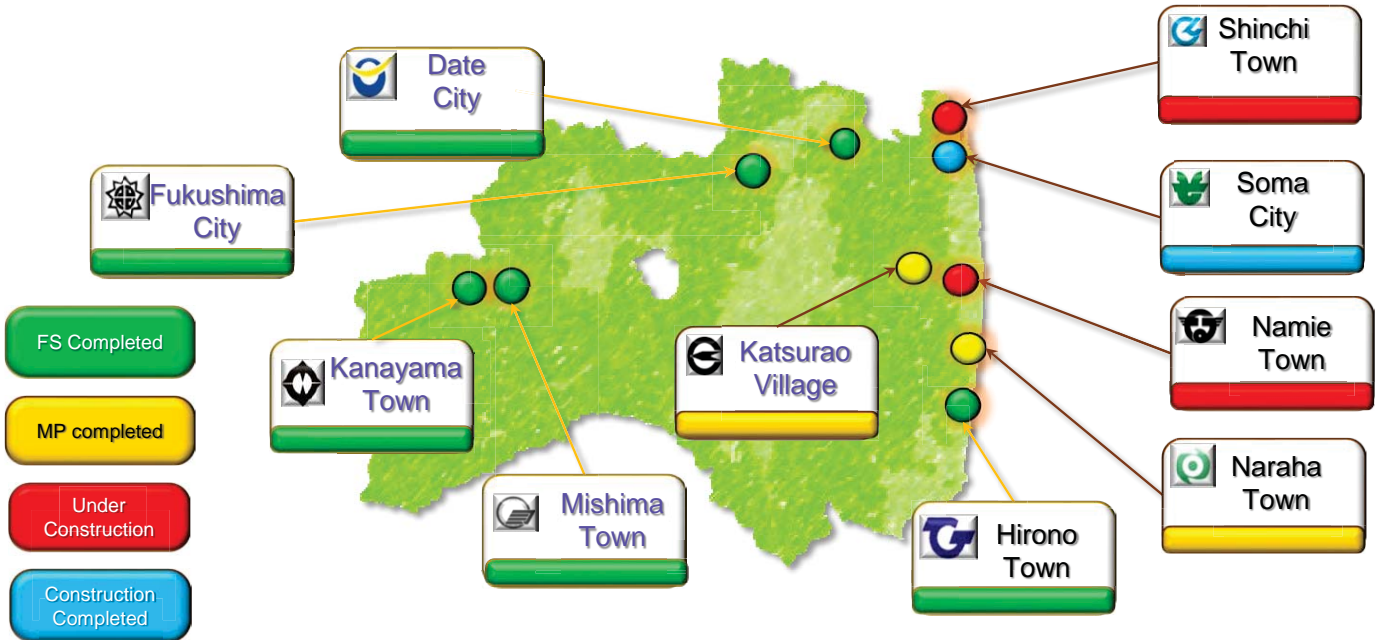 Date
City
Shinchi
Town
Fukushima
City
Soma
City
FS Completed
Kanayama
Town
Katsurao
Village
Namie
Town
MP completed
Under
Construction
Mishima
Town
Hirono
Town
Naraha
Town
Construction
Completed